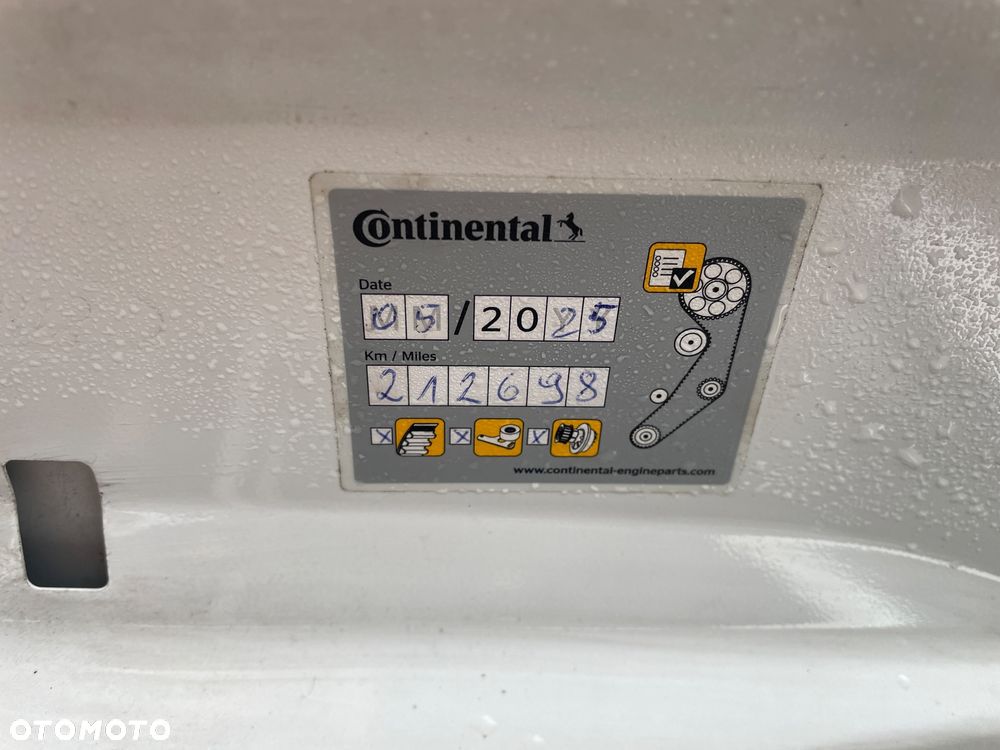 Continental
Date
05/2025
Km / Miles
212698
X X X
www.continental-engineparts.com
OTOMOTO